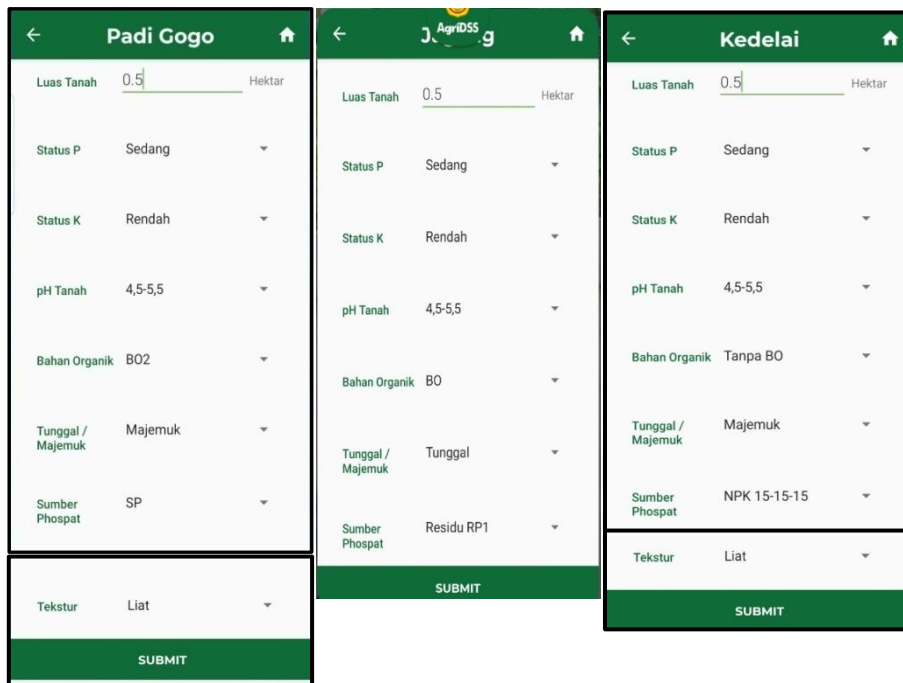 Padi Gogo
Luas Tanah 0.5 Hektar
Status P Sedang
Status K Rendah
pH Tanah 4,5-5,5
Bahan Organik BO2
Tunggal / Majemuk
Majemuk
Sumber SP
Phospat
Tekstur Liat
SUBMIT
AgriDSS
Luas Tanah 0.5 Hektar
Status P Sedang
Status K Rendah
pH Tanah 4,5-5,5
Bahan Organik BO
Tunggal / Tunggal
Majemuk
Sumber Residu RP1
Phospat
SUBMIT
Kedelai
Luas Tanah 0.5 Hektar
Status P Sedang
Status K Rendah
pH Tanah 4,5-5,5
Bahan Organik Tanpa BO
Tunggal / Majemuk
Majemuk
Sumber NPK 15-15-15
Phospat
Tekstur Liat
SUBMIT